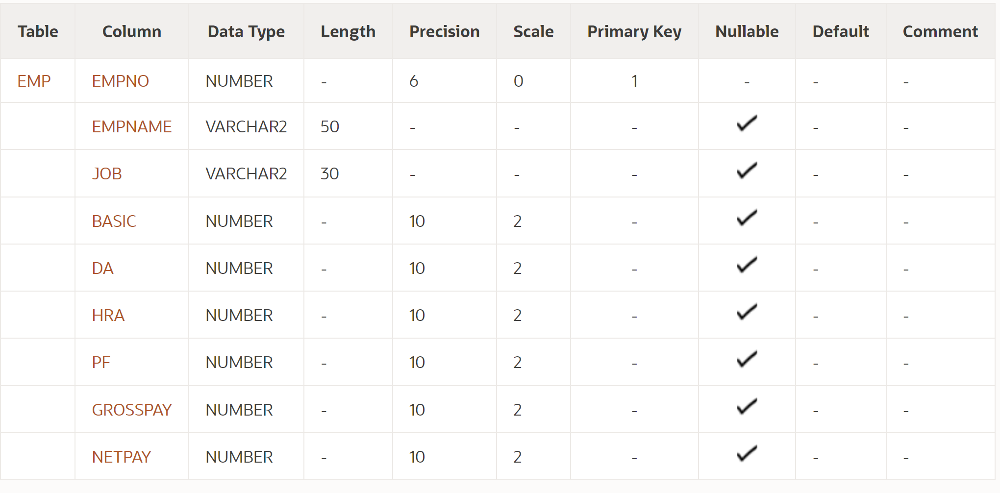 Table Column Data Type Length Precision Scale Primary Key Nullable Default Comment
EMP EMPNO NUMBER - 6 0 1 - - -
EMPNAME VARCHAR2 50 - - - ✓ - -
JOB VARCHAR2 30 - - - ✓ - -
BASIC NUMBER - 10 2 - ✓ - -
DA NUMBER - 10 2 - ✓ - -
HRA NUMBER - 10 2 - ✓ - -
PF NUMBER - 10 2 - ✓ - -
GROSSPAY NUMBER - 10 2 - ✓ - -
NETPAY NUMBER - 10 2 - ✓ - -